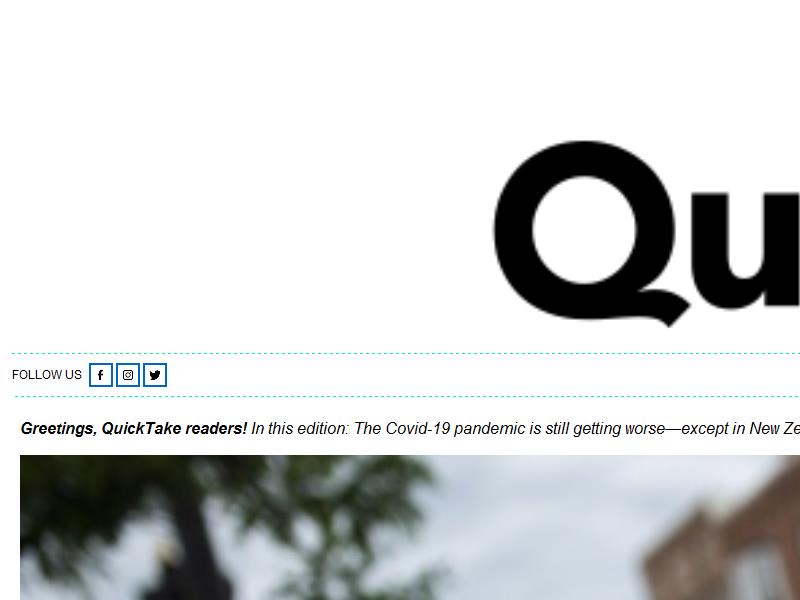 Qu
FOLLOW US
Greetings, QuickTake readers! In this edition: The Covid-19 pandemic is still getting worse—except in New Ze